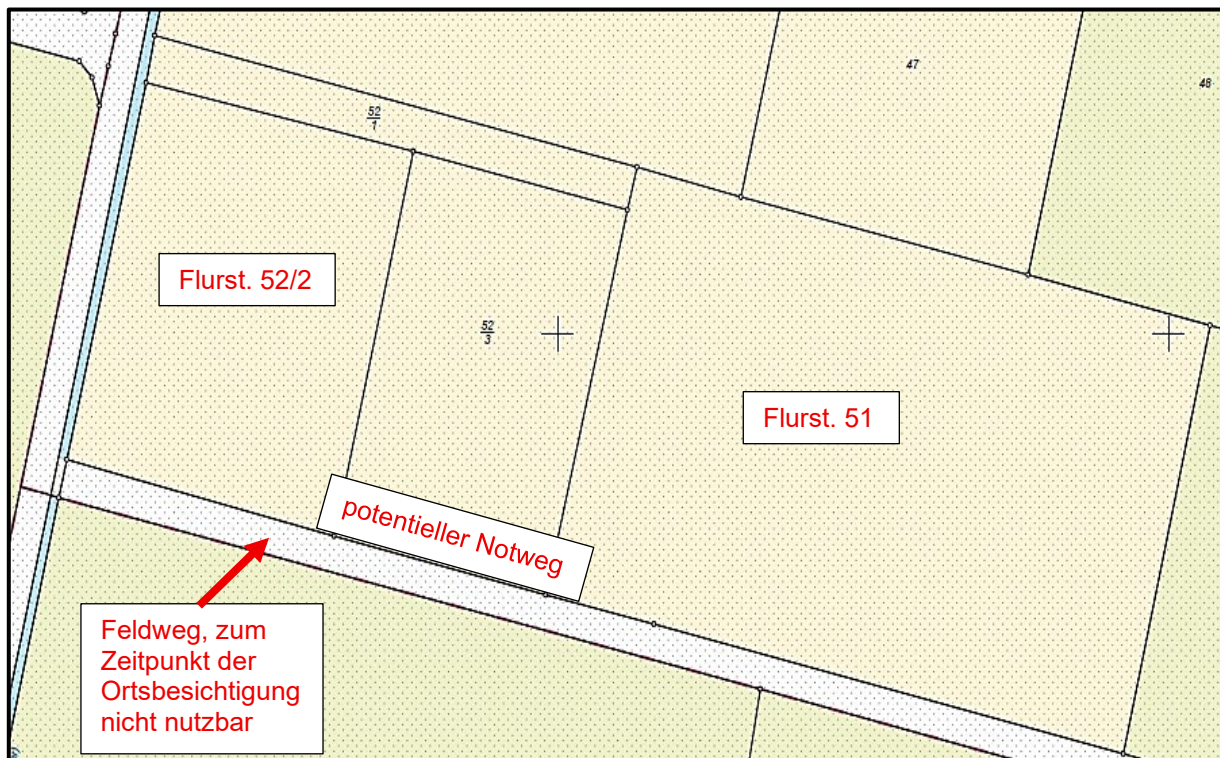 47
48
52
1
Flurst. 52/2
52
3
Flurst. 51
potentieller Notweg
Feldweg, zum
Zeitpunkt der
Ortsbesichtigung
nicht nutzbar